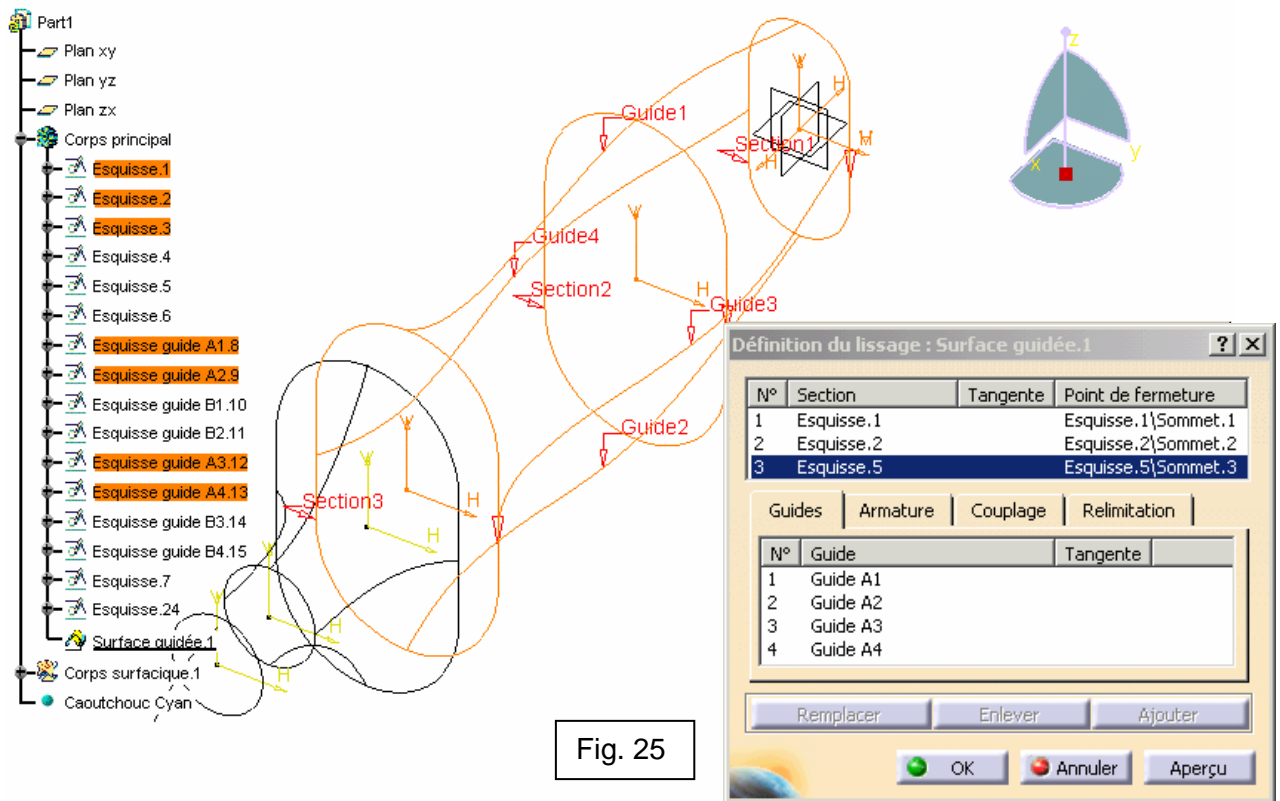 Part1
Plan xy
Plan yz
Plan zx
Corps principal
Esquisse.1
Esquisse.2
Esquisse.3
Esquisse.4
Esquisse.5
Esquisse.6
Esquisse guide A1.8
Esquisse guide A2.9
Esquisse guide B1.10
Esquisse guide B2.11
Esquisse guide A3.12
Esquisse guide A4.13
Esquisse guide B3.14
Esquisse guide B4.15
Esquisse.7
Esquisse.24
Surface guidée.1
Corps surfacique.1
Caoutchouc Cyan
Guide1
Section1
V
H
H
Guide4
Section2
V
H
Guide3
Guide2
Section3
V
H
V
H
V
H
V
H
z
x
y
Définition du lissage : Surface guidée.1
N° Section Tangente Point de fermeture
1 Esquisse.1 Esquisse.1\Sommet.1
2 Esquisse.2 Esquisse.2\Sommet.2
3 Esquisse.5 Esquisse.5\Sommet.3
Guides Armature Couplage Relimitation
N° Guide Tangente
1 Guide A1
2 Guide A2
3 Guide A3
4 Guide A4
Remplacer Enlever Ajouter
OK Annuler Aperçu
Fig. 25